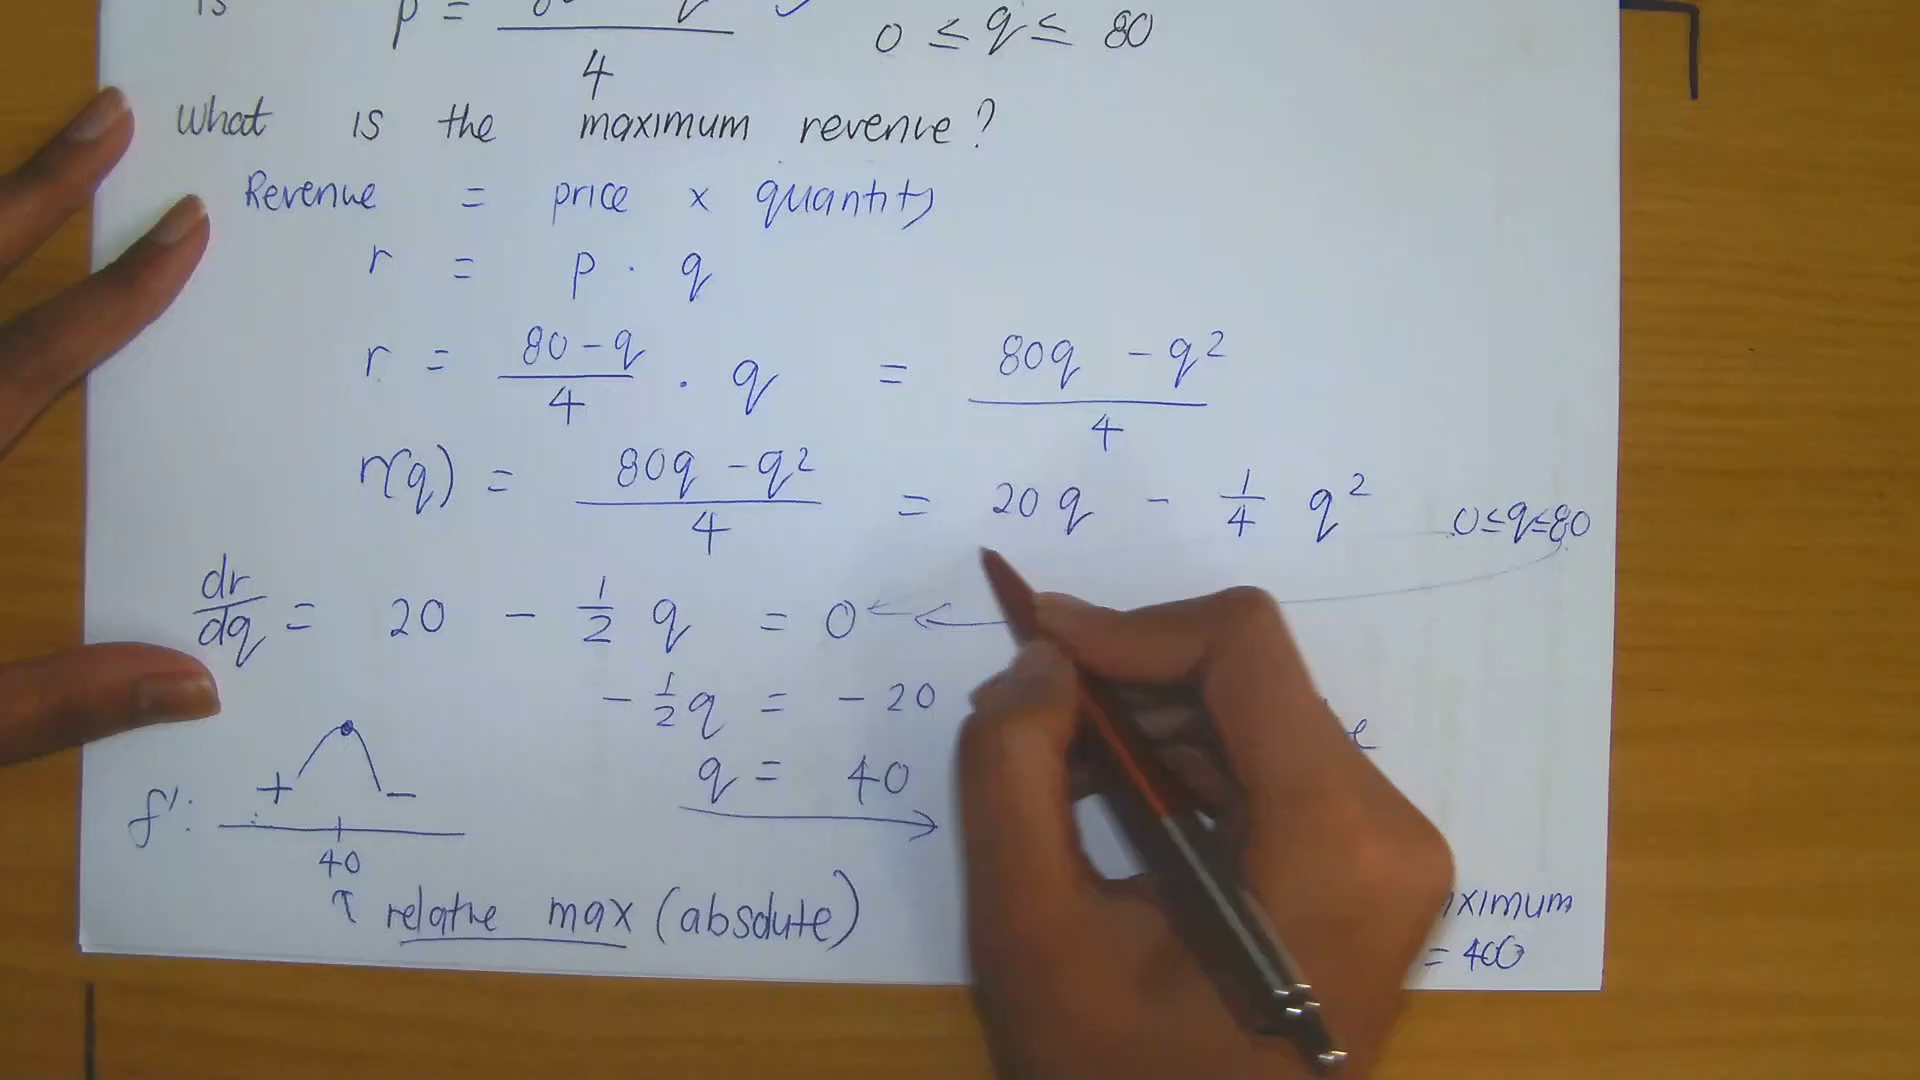 is p = 80 - q / 4 0 ≤ q ≤ 80
What is the maximum revenue?
Revenue = price x quantity
r = p · q
r = 80 - q / 4 · q = 80q - q² / 4
r(q) = 80q - q² / 4 = 20q - 1/4 q² 0≤q≤80
dr/dq = 20 - 1/2 q = 0
- 1/2 q = - 20
q = 40
f':
+ -
40
relative max (absolute)
= 400